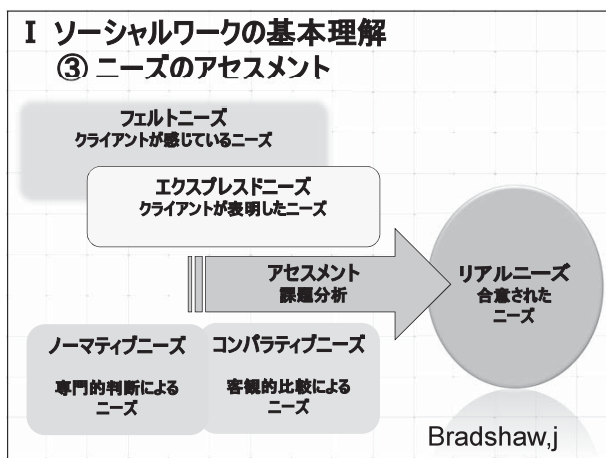 Ⅰ ソーシャルワークの基本理解
③ ニーズのアセスメント
フェルトニーズ
クライアントが感じているニーズ
エクスプレスドニーズ
クライアントが表明したニーズ
アセスメント
課題分析
リアルニーズ
合意された
ニーズ
ノーマティブニーズ
専門的判断による
ニーズ
コンパラティブニーズ
客観的比較による
ニーズ
Bradshaw,j